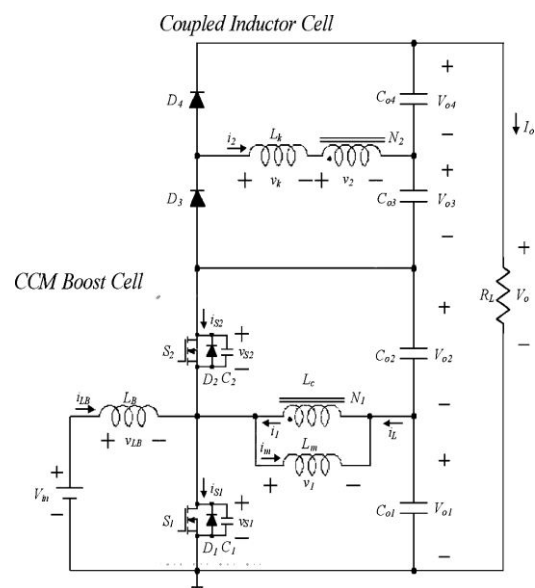 Coupled Inductor Cell
D4
Co4
+
Vo4
−
Io
i2
Lk
N2
+ vk −
+ v2 −
D3
Co3
+
Vo3
−
CCM Boost Cell
iS2
S2
+
vS2
−
D2 C2
Co2
+
Vo2
−
RL
+
Vo
−
iLB
LB
+ vLB −
Lc
N1
i1
iL
im
Lm
+ v1 −
+
Vin
−
iS1
S1
+
vS1
−
D1 C1
Co1
+
Vo1
−